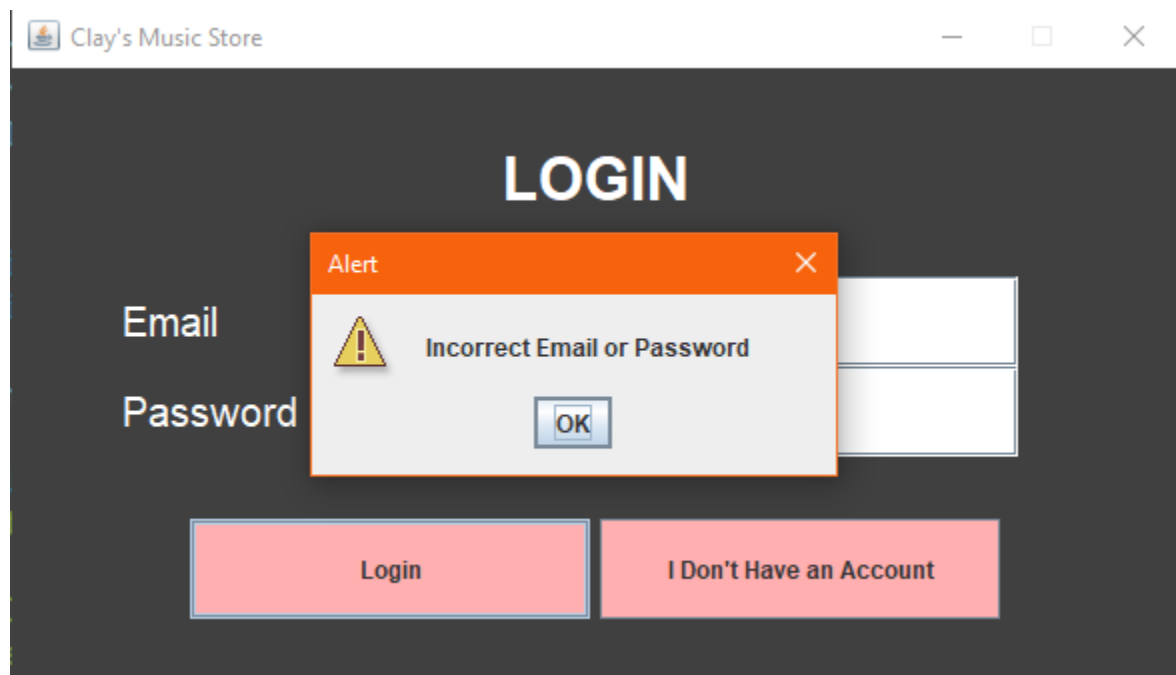 Clay's Music Store
LOGIN
Alert
Email
Incorrect Email or Password
Password
OK
Login
I Don't Have an Account